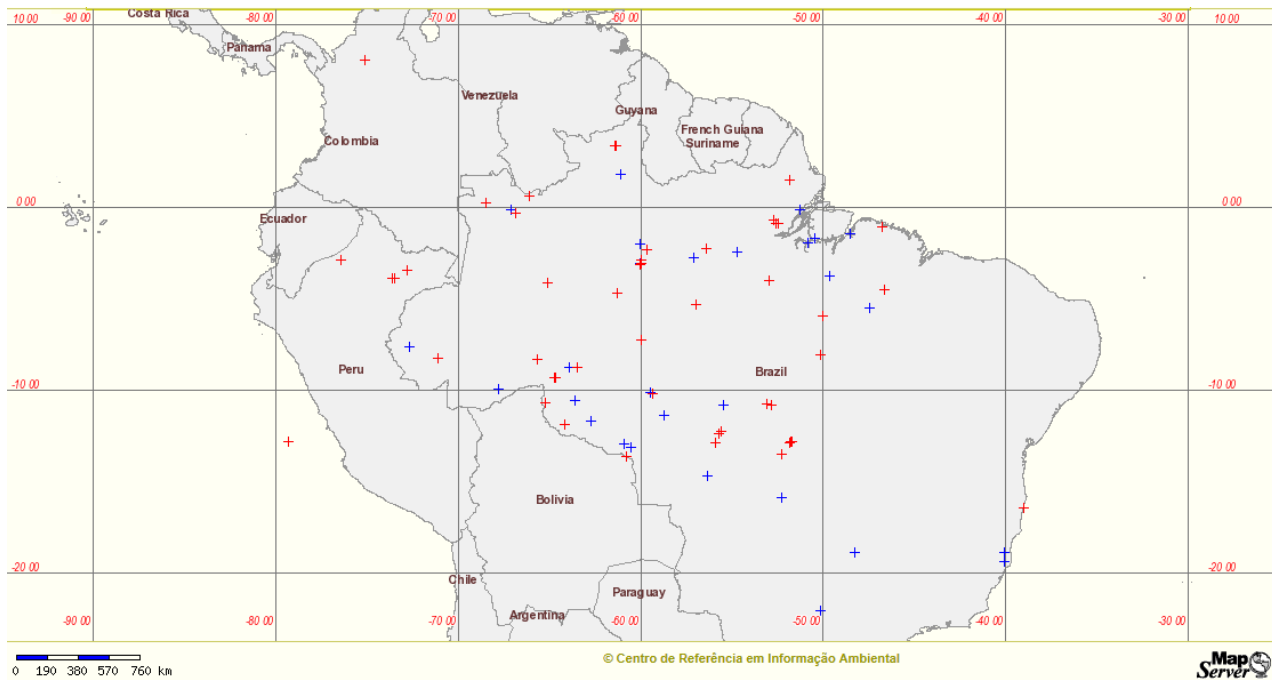 Costa Rica
10 00 -90 00 -80 00 -70 00 -60 00 -50 00 -40 00 -30 00 10 00
Panama
Venezuela
Guyana
French Guiana
Colombia
Suriname
0 00 0 00
Ecuador
Peru
Brazil
-10 00 -10 00
Bolivia
-20 00 -20 00
Chile
Paraguay
Argentina
-90 00 -80 00 -70 00 -60 00 -50 00 -40 00 -30 00
© Centro de Referência em Informação Ambiental
0 190 380 570 760 km
Map
Server